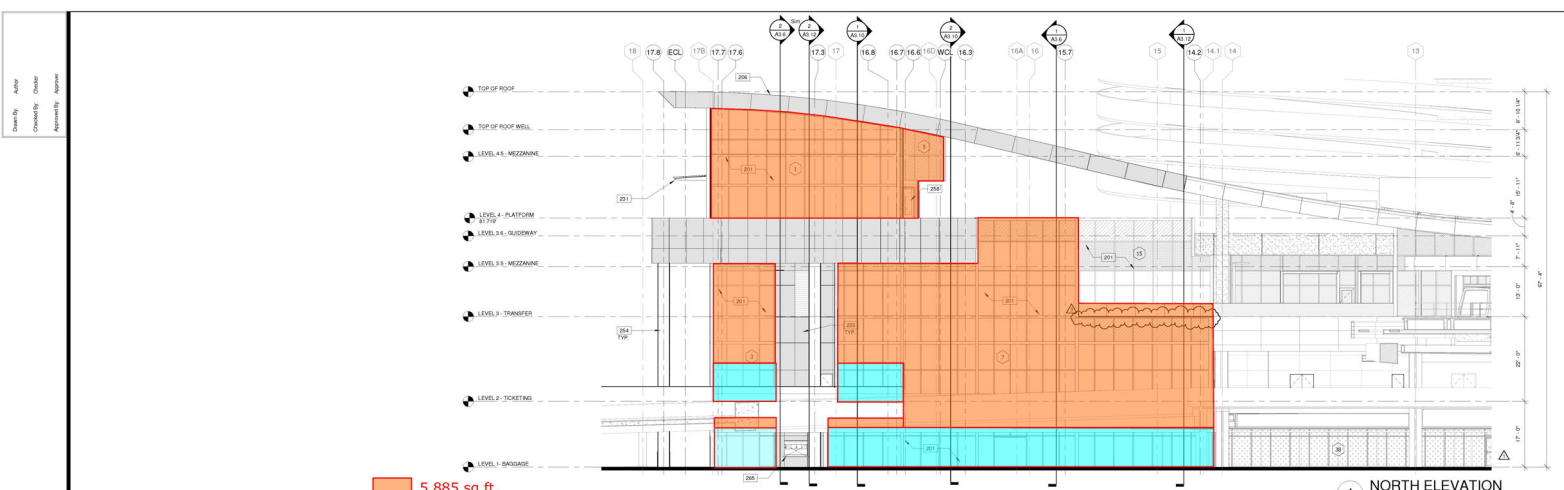 Drawn By: Author
Checked By: Checker
Approved By: Approver
2
A3.6
Sim
2
A3.12
1
A3.10
2
A3.10
1
A3.6
1
A3.12
18
17.8
ECL
17B
17.7
17.6
17.3
17
16.8
16.7
16.6
16D
WCL
16.3
16A
16
15.7
15
14.2
14.1
14
13
206
TOP OF ROOF
TOP OF ROOF WELL
LEVEL 4.5 - MEZZANINE
201
1
5
231
258
LEVEL 4 - PLATFORM
81.719'
LEVEL 3.6 - GUIDEWAY
LEVEL 3.5 - MEZZANINE
201
15
201
201
LEVEL 3 - TRANSFER
254
TYP.
222
TYP.
3
7
LEVEL 2 - TICKETING
201
38
LEVEL 1- BAGGAGE
265
9' - 10 1/4"
6' - 11 3/4"
15' - 11"
4' - 8"
7' - 11"
13' - 0"
22' - 0"
17' - 0"
97' - 4"
5,885 sq ft
1
NORTH ELEVATION